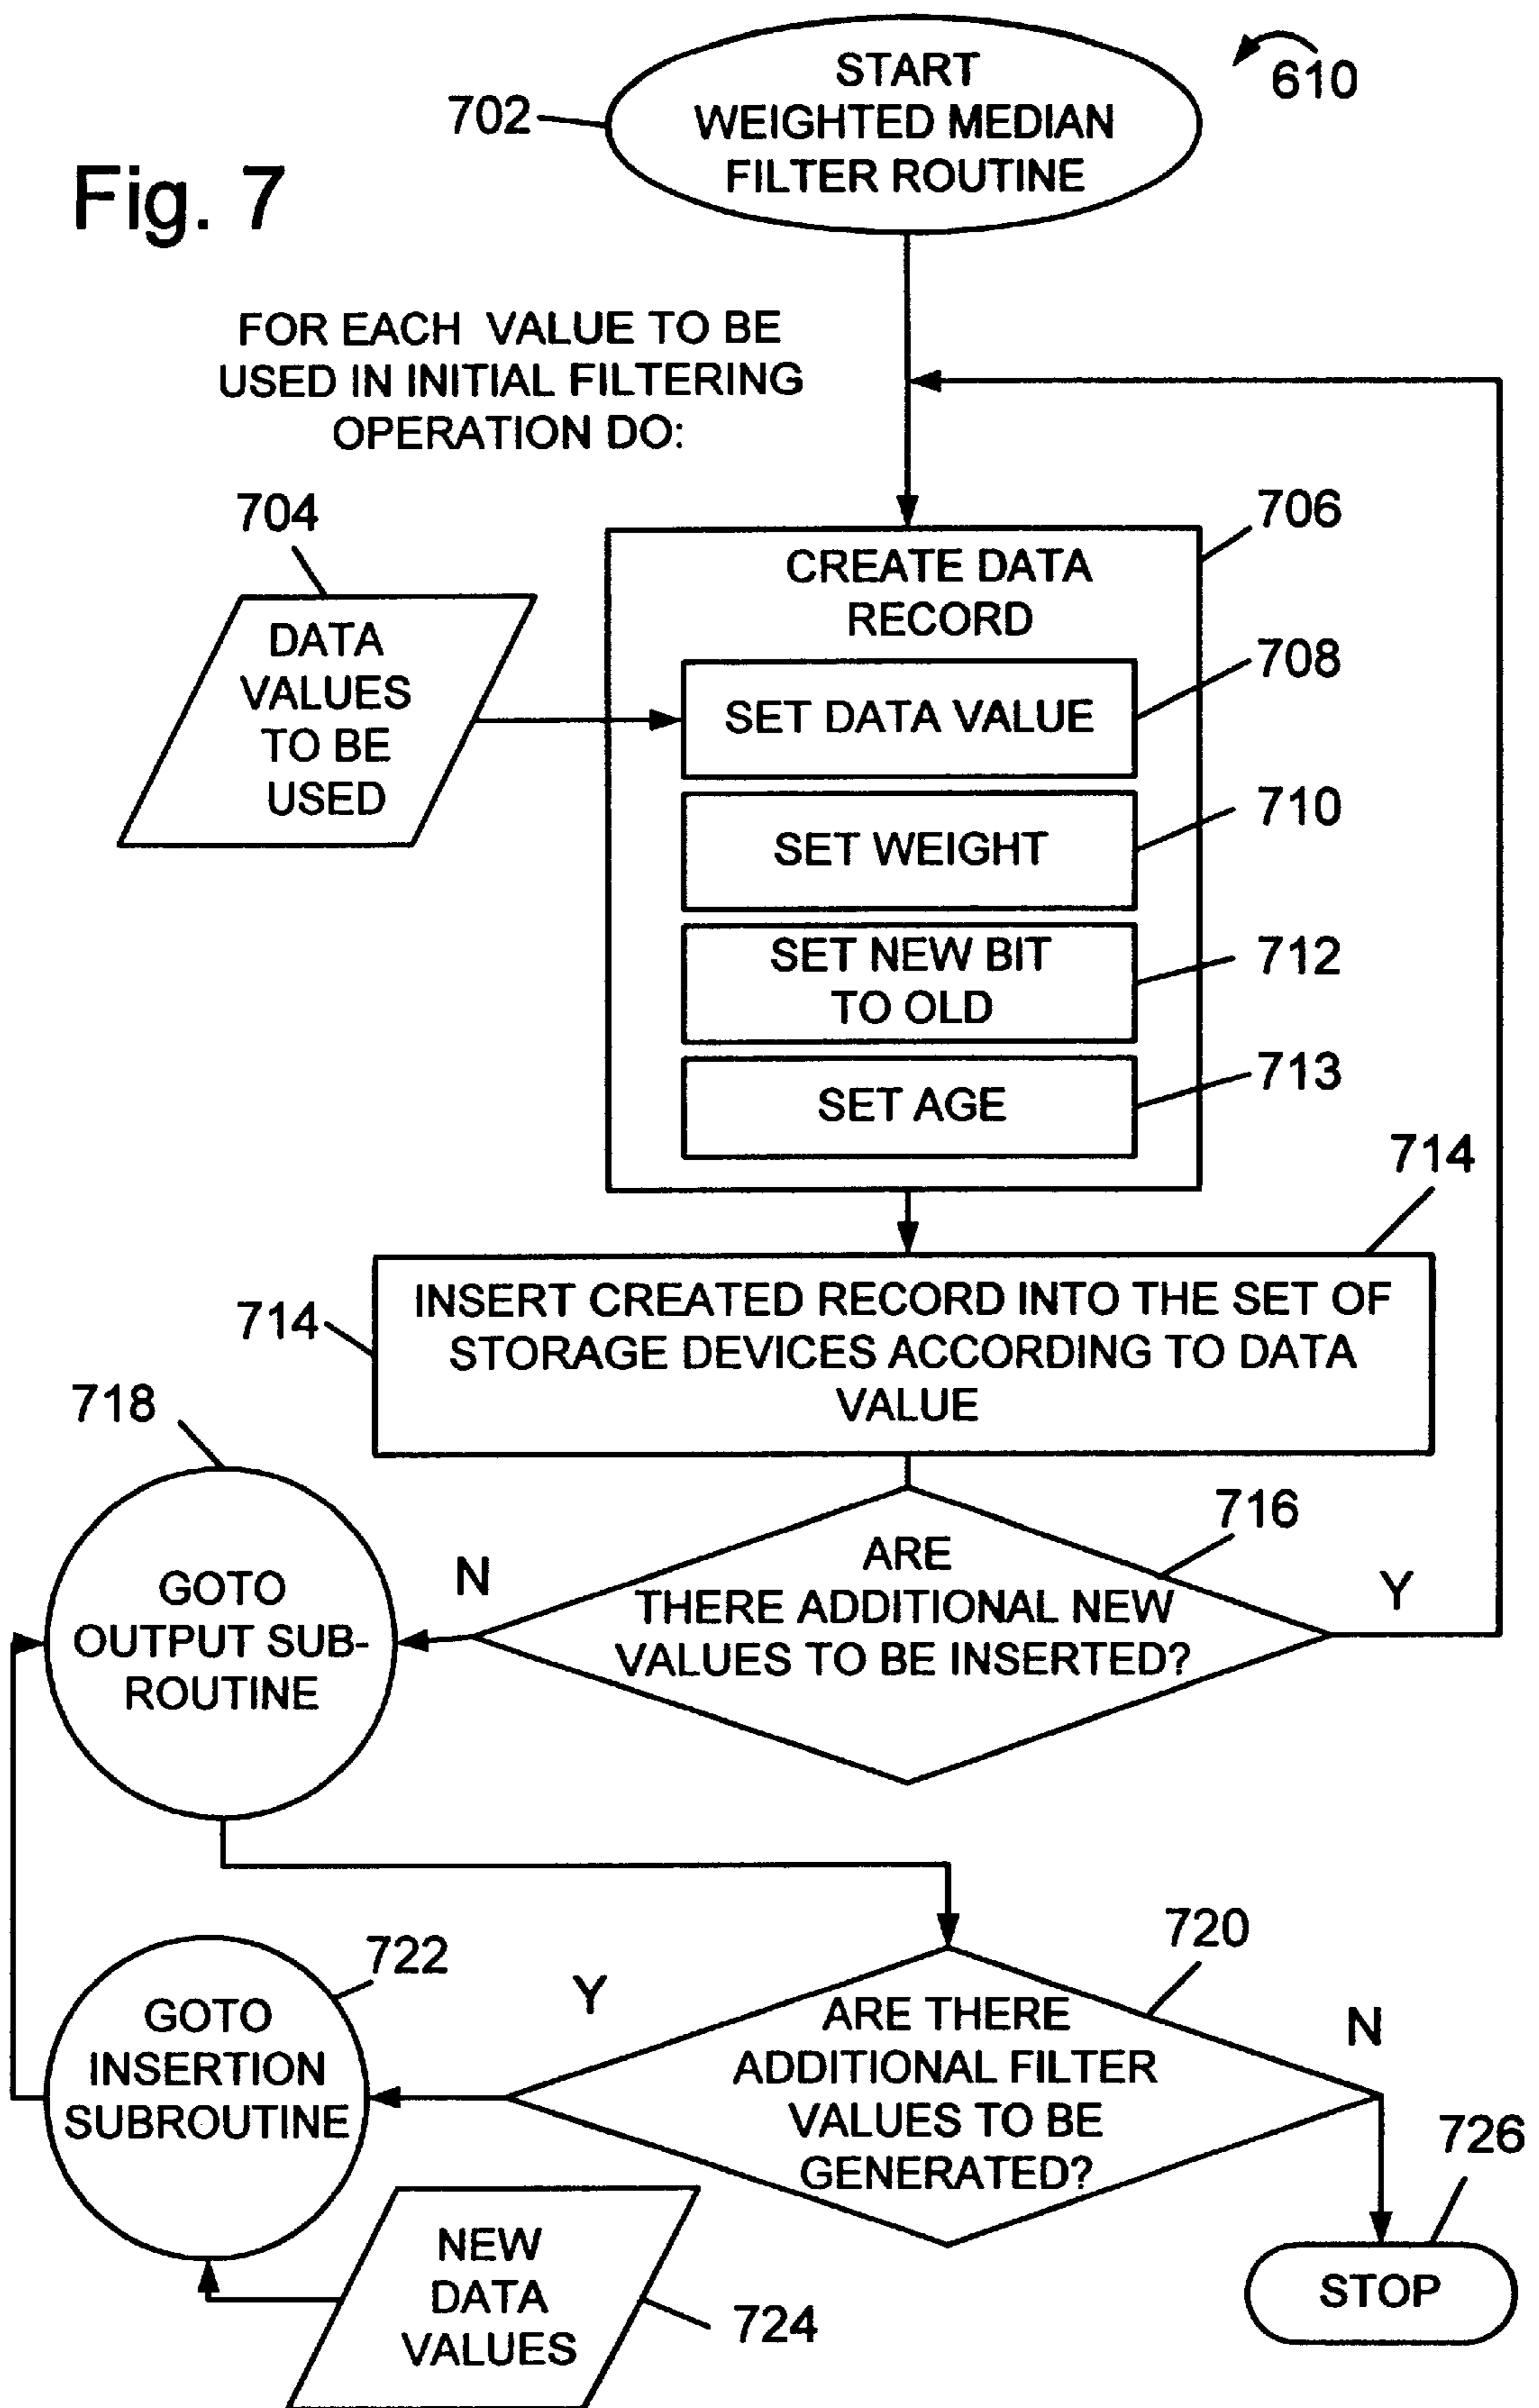 START
WEIGHTED MEDIAN
FILTER ROUTINE
610
702
Fig. 7
FOR EACH VALUE TO BE
USED IN INITIAL FILTERING
OPERATION DO:
704
706
CREATE DATA
RECORD
DATA
VALUES
TO BE
USED
708
SET DATA VALUE
710
SET WEIGHT
712
SET NEW BIT
TO OLD
713
SET AGE
714
714
INSERT CREATED RECORD INTO THE SET OF
STORAGE DEVICES ACCORDING TO DATA
VALUE
718
716
GOTO
OUTPUT SUB-
ROUTINE
N
ARE
THERE ADDITIONAL NEW
VALUES TO BE INSERTED?
Y
720
722
GOTO
INSERTION
SUBROUTINE
Y
ARE THERE
ADDITIONAL FILTER
VALUES TO BE
GENERATED?
N
726
NEW
DATA
VALUES
724
STOP